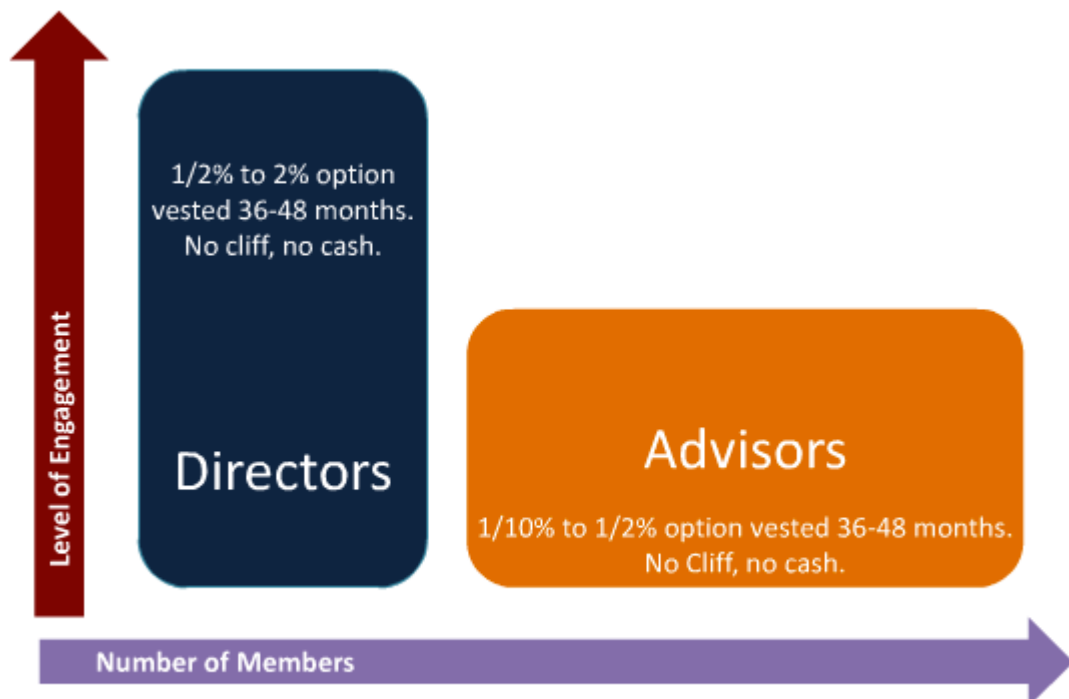 1/2% to 2% option
vested 36-48 months.
No cliff, no cash.
Directors
Advisors
1/10% to 1/2% option vested 36-48 months.
No Cliff, no cash.
Level of Engagement
Number of Members